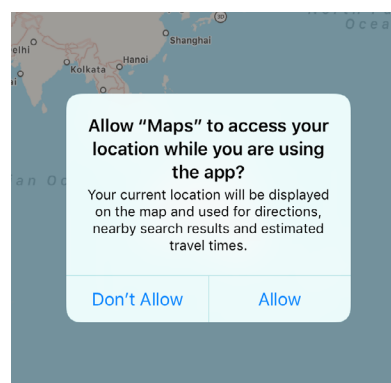 Ocea
Shanghai
elhi
Hanoi
Kolkata
ai
Allow “Maps” to access your
location while you are using
the app?
an Oc
Your current location will be displayed
on the map and used for directions,
nearby search results and estimated
travel times.
Don’t Allow
Allow